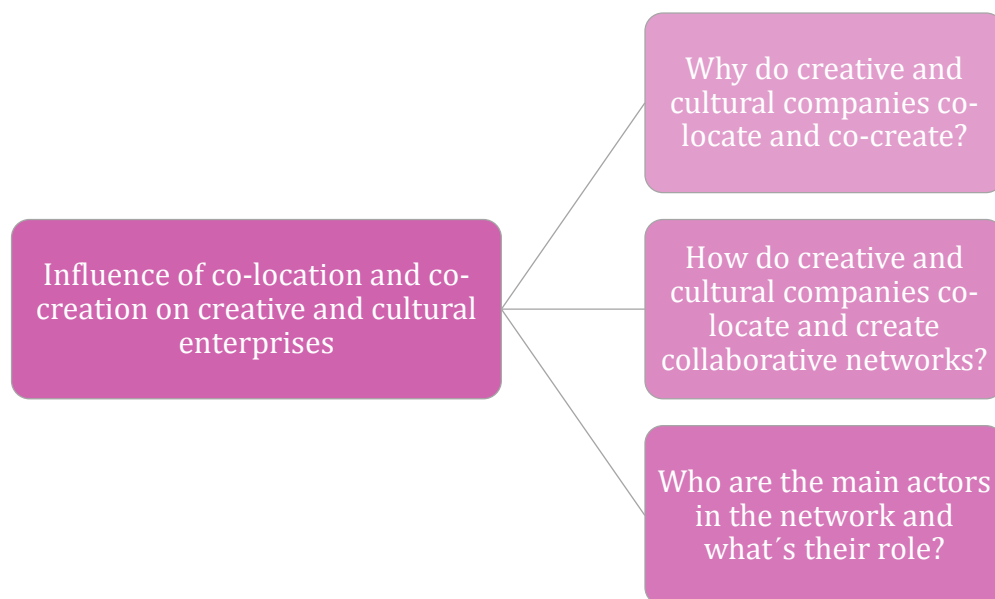 Influence of co-location and co-
creation on creative and cultural
enterprises
Why do creative and
cultural companies co-
locate and co-create?
How do creative and
cultural companies co-
locate and create
collaborative networks?
Who are the main actors
in the network and
what´s their role?